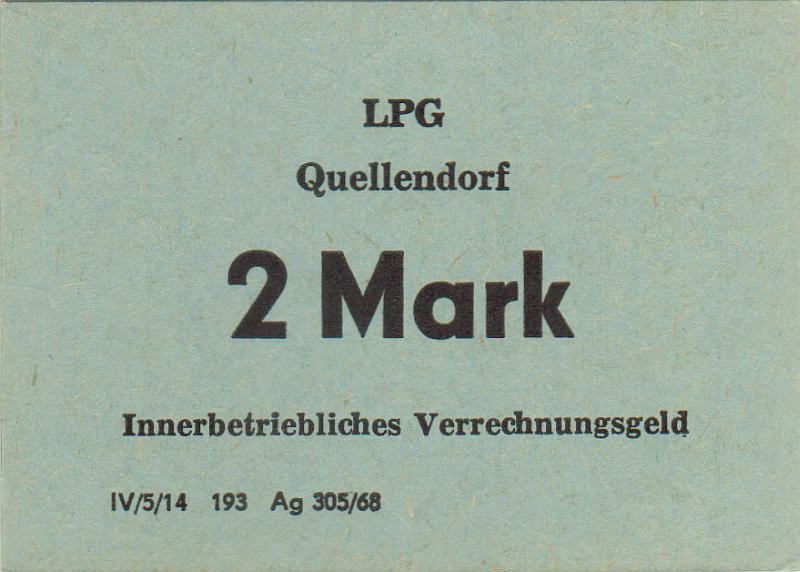 LPG
Quellendorf
2 Mark
Innerbetriebliches Verrechnungsgeld
IV/5/14 193 Ag 305/68